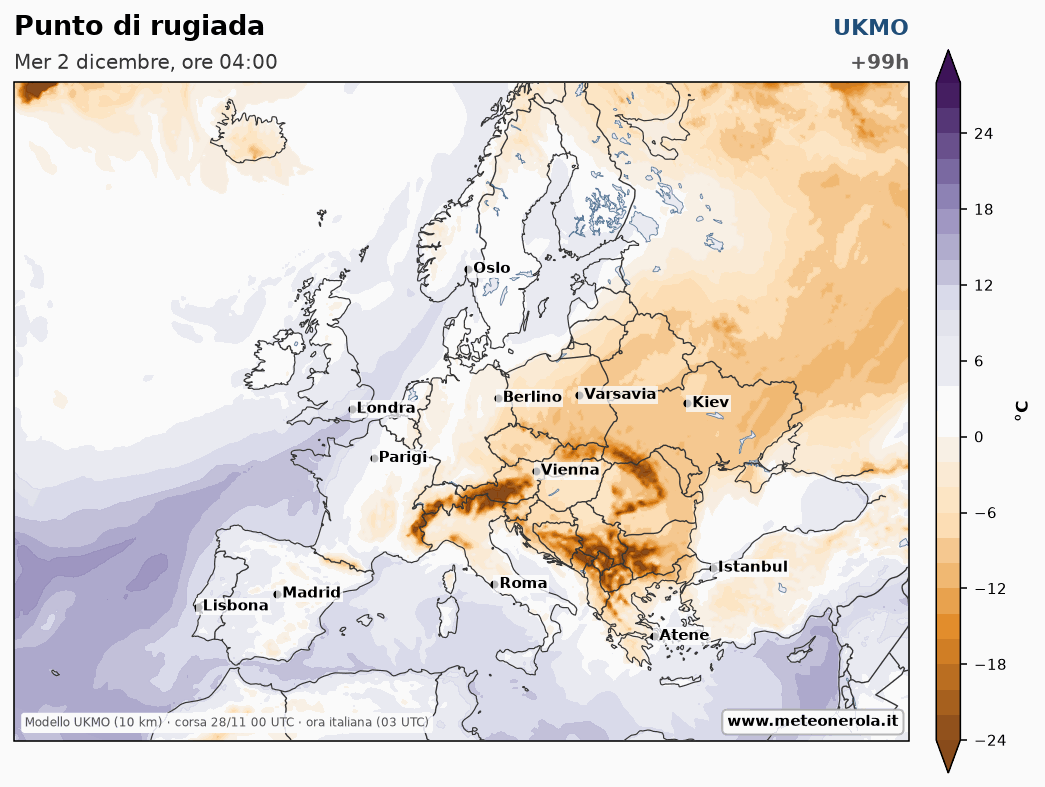 Punto di rugiada
UKMO
Mer 2 dicembre, ore 04:00
+99h
Oslo
Berlino
Varsavia
Kiev
Londra
Parigi
Vienna
Istanbul
Roma
Madrid
Lisbona
Atene
Modello UKMO (10 km) · corsa 28/11 00 UTC · ora italiana (03 UTC)
www.meteonerola.it
24
18
12
6
0
−6
−12
−18
−24
°C